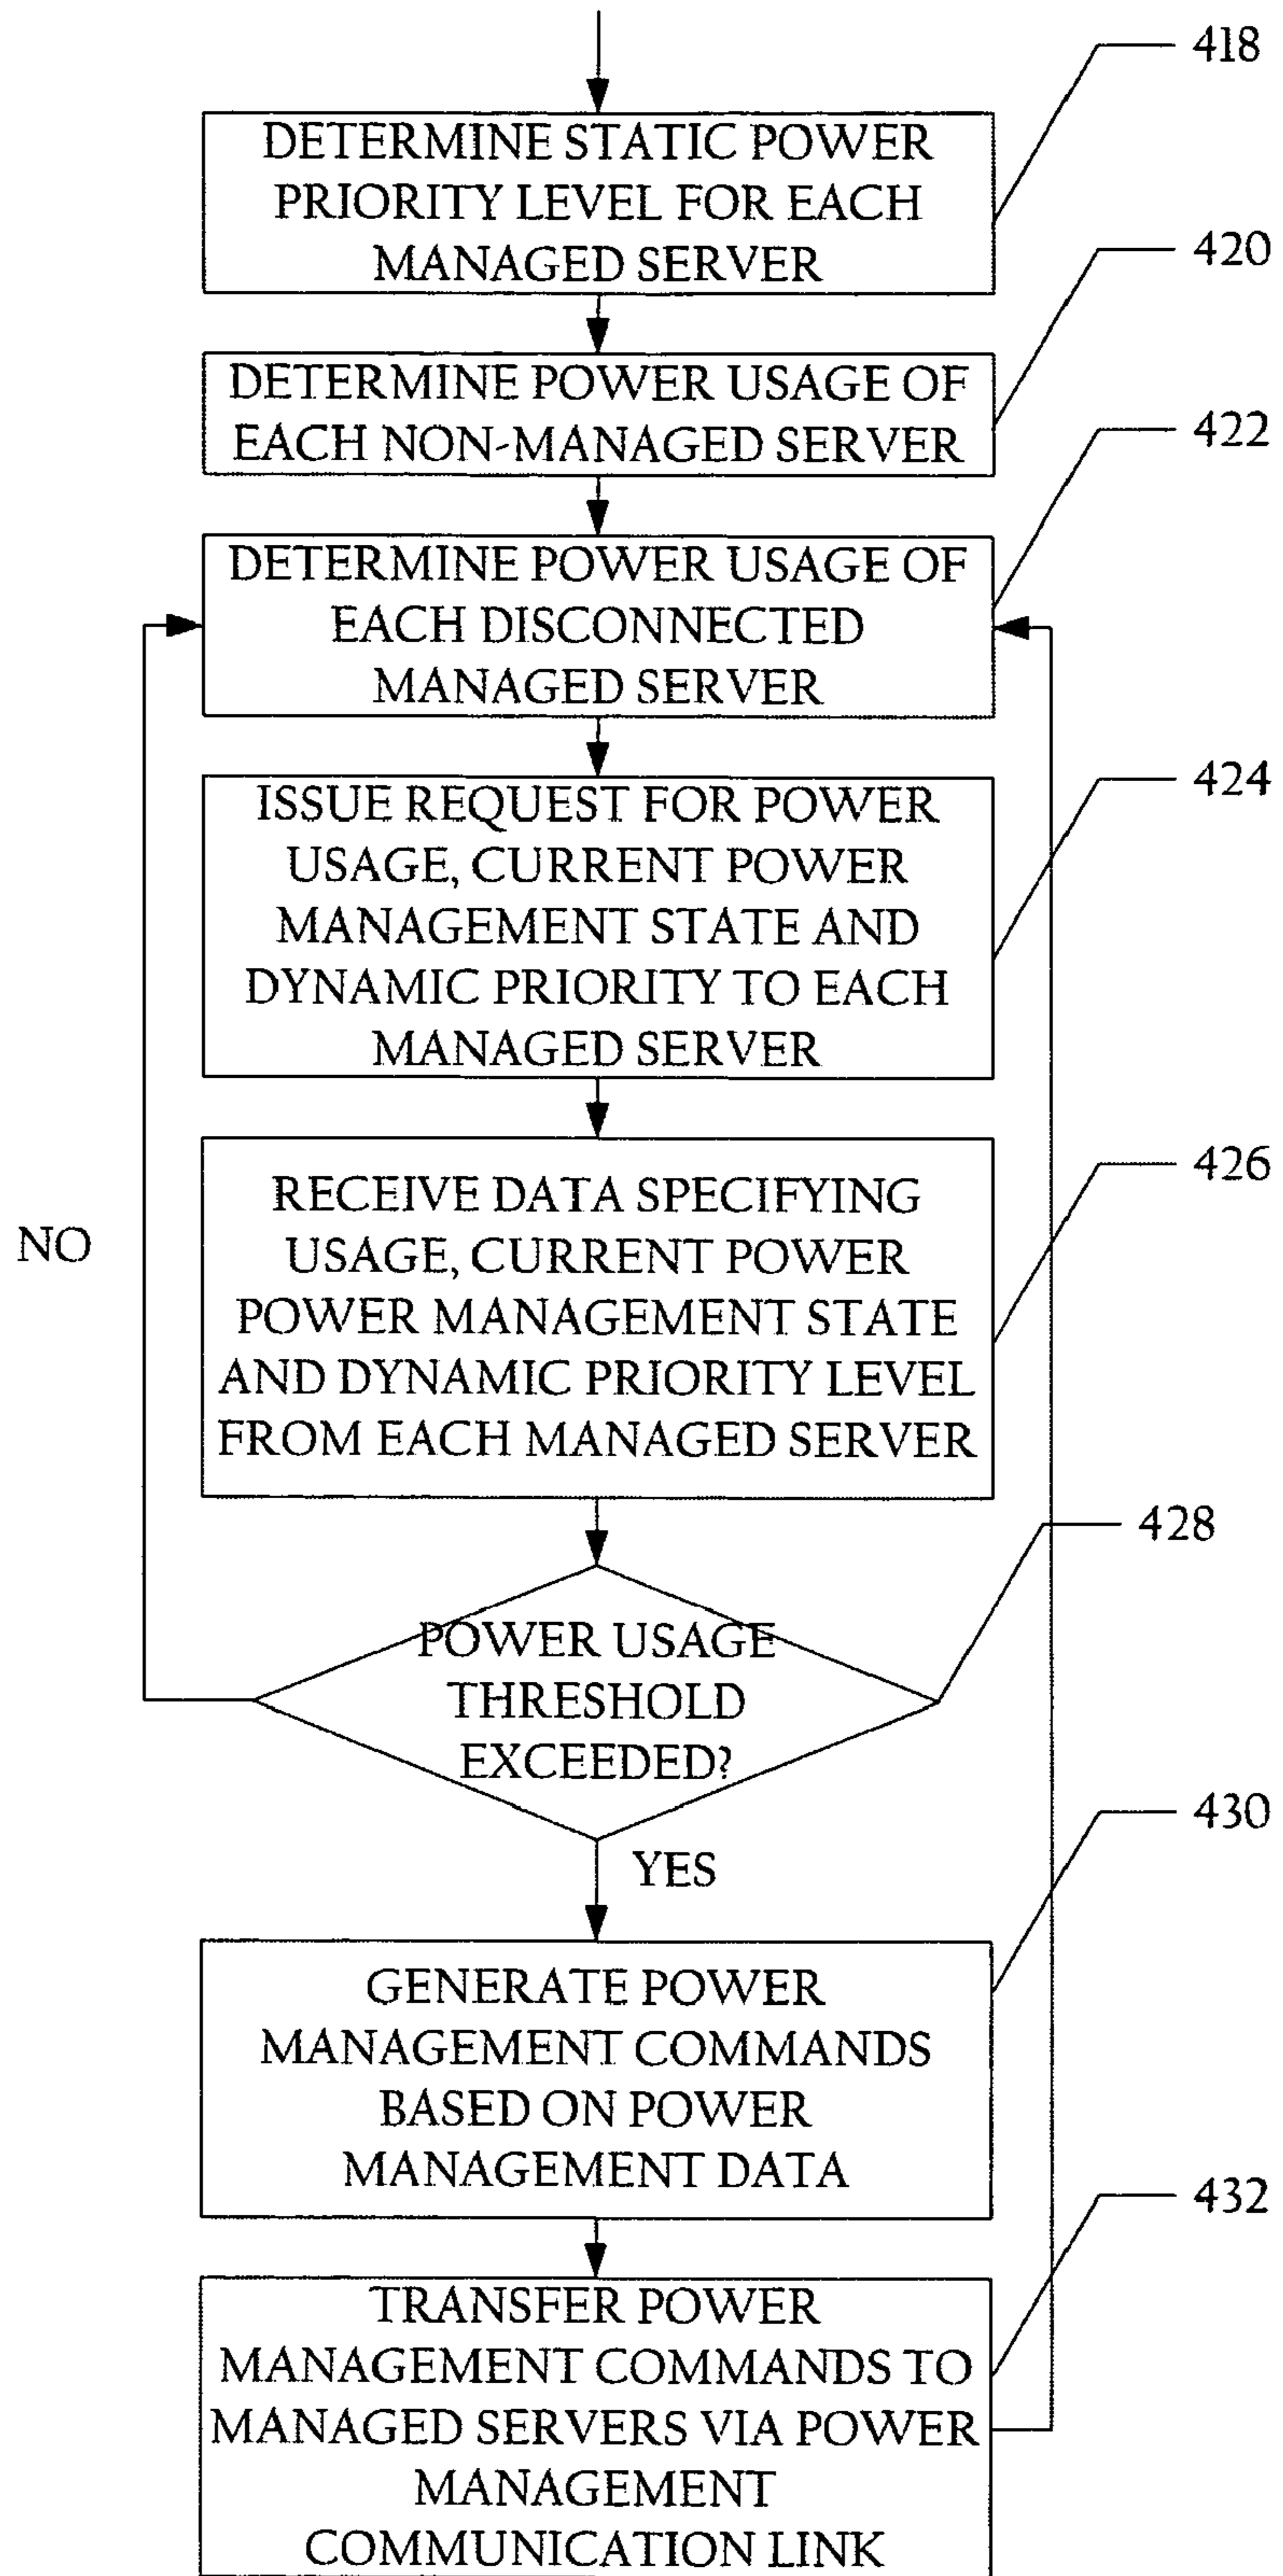 418
DETERMINE STATIC POWER
PRIORITY LEVEL FOR EACH
MANAGED SERVER
420
DETERMINE POWER USAGE OF
EACH NON-MANAGED SERVER
422
DETERMINE POWER USAGE OF
EACH DISCONNECTED
MANAGED SERVER
424
ISSUE REQUEST FOR POWER
USAGE, CURRENT POWER
MANAGEMENT STATE AND
DYNAMIC PRIORITY TO EACH
MANAGED SERVER
426
RECEIVE DATA SPECIFYING
USAGE, CURRENT POWER
POWER MANAGEMENT STATE
AND DYNAMIC PRIORITY LEVEL
FROM EACH MANAGED SERVER
NO
428
POWER USAGE
THRESHOLD
EXCEEDED?
YES
430
GENERATE POWER
MANAGEMENT COMMANDS
BASED ON POWER
MANAGEMENT DATA
432
TRANSFER POWER
MANAGEMENT COMMANDS TO
MANAGED SERVERS VIA POWER
MANAGEMENT
COMMUNICATION LINK